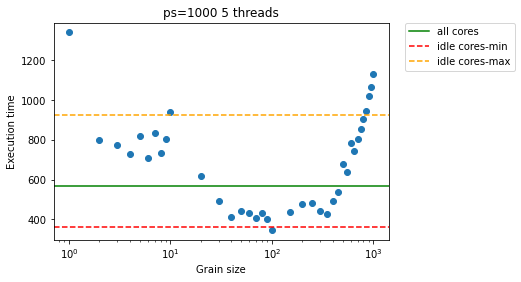 ps=1000 5 threads
all cores
idle cores-min
idle cores-max
Execution time
1200
1000
800
600
400
10^0
10^1
10^2
10^3
Grain size